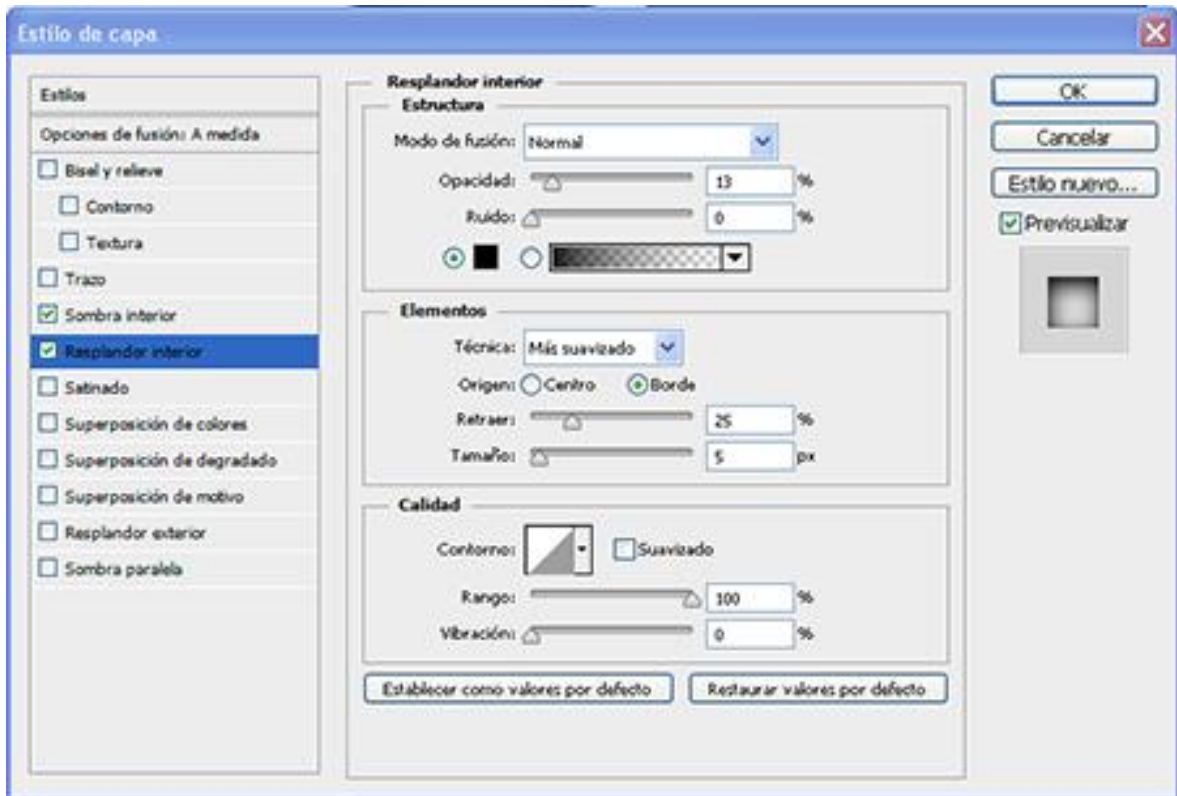 Estilo de capa
Estilos
Opciones de fusión: A medida
Bisel y relieve
Contorno
Textura
Trazo
Sombra interior
Resplandor interior
Satinado
Superposición de colores
Superposición de degradado
Superposición de motivo
Resplandor exterior
Sombra paralela
Resplandor interior
Estructura
Modo de fusión: Normal
Opacidad: 13 %
Ruido: 0 %
Elementos
Técnica: Más suavizado
Origen: Centro Borde
Retraer: 25 %
Tamaño: 5 px
Calidad
Contorno: Suavizado
Rango: 100 %
Vibración: 0 %
Establecer como valores por defecto Restaurar valores por defecto
OK
Cancelar
Estilo nuevo...
Previsualizar